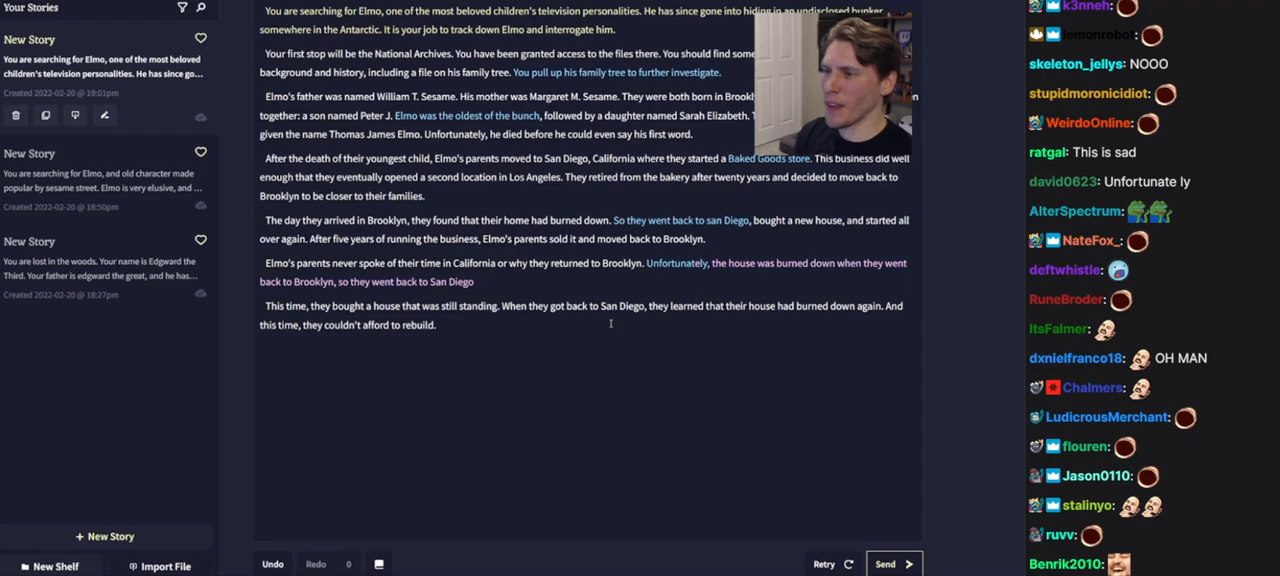 Your Stories
New Story
You are searching for Elmo, one of the most beloved
children's television personalities. He has since go...
Created 2022-02-20 @ 19:01pm
New Story
You are searching for Elmo, and old character made
popular by sesame street. Elmo is very elusive, and ...
Created 2022-02-20 @ 18:50pm
New Story
You are lost in the woods. Your name is Edgward the
Third. Your father is edgward the great, and he has...
Created 2022-02-20 @ 18:27pm
+ New Story
New Shelf
Import File
You are searching for Elmo, one of the most beloved children's television personalities. He has since gone into hiding in an undisclosed bunker
somewhere in the Antarctic. It is your job to track down Elmo and interrogate him.
Your first stop will be the National Archives. You have been granted access to the files there. You should find some
background and history, including a file on his family tree. You pull up his family tree to further investigate.
Elmo's father was named William T. Sesame. His mother was Margaret M. Sesame. They were both born in Brookl
together: a son named Peter J. Elmo was the oldest of the bunch, followed by a daughter named Sarah Elizabeth. T
given the name Thomas James Elmo. Unfortunately, he died before he could even say his first word.
After the death of their youngest child, Elmo's parents moved to San Diego, California where they started a Baked Goods store. This business did well
enough that they eventually opened a second location in Los Angeles. They retired from the bakery after twenty years and decided to move back to
Brooklyn to be closer to their families.
The day they arrived in Brooklyn, they found that their home had burned down. So they went back to san Diego, bought a new house, and started all
over again. After five years of running the business, Elmo's parents sold it and moved back to Brooklyn.
Elmo's parents never spoke of their time in California or why they returned to Brooklyn. Unfortunately, the house was burned down when they went
back to Brooklyn, so they went back to San Diego
This time, they bought a house that was still standing. When they got back to San Diego, they learned that their house had burned down again. And
this time, they couldn't afford to rebuild.
Undo
Redo
0
Retry
Send
k3nneh:
lemonrobot:
skeleton_jellys: NOOO
stupidmoronicidiot:
WeirdoOnline:
ratgal: This is sad
david0623: Unfortunate ly
AlterSpectrum:
NateFox_:
deftwhistle:
RuneBroder:
ItsFalmer:
dxnielfranco18: OH MAN
Chalmers:
LudicrousMerchant:
flouren:
Jason0110:
stalinyo:
ruvv:
Benrik2010: